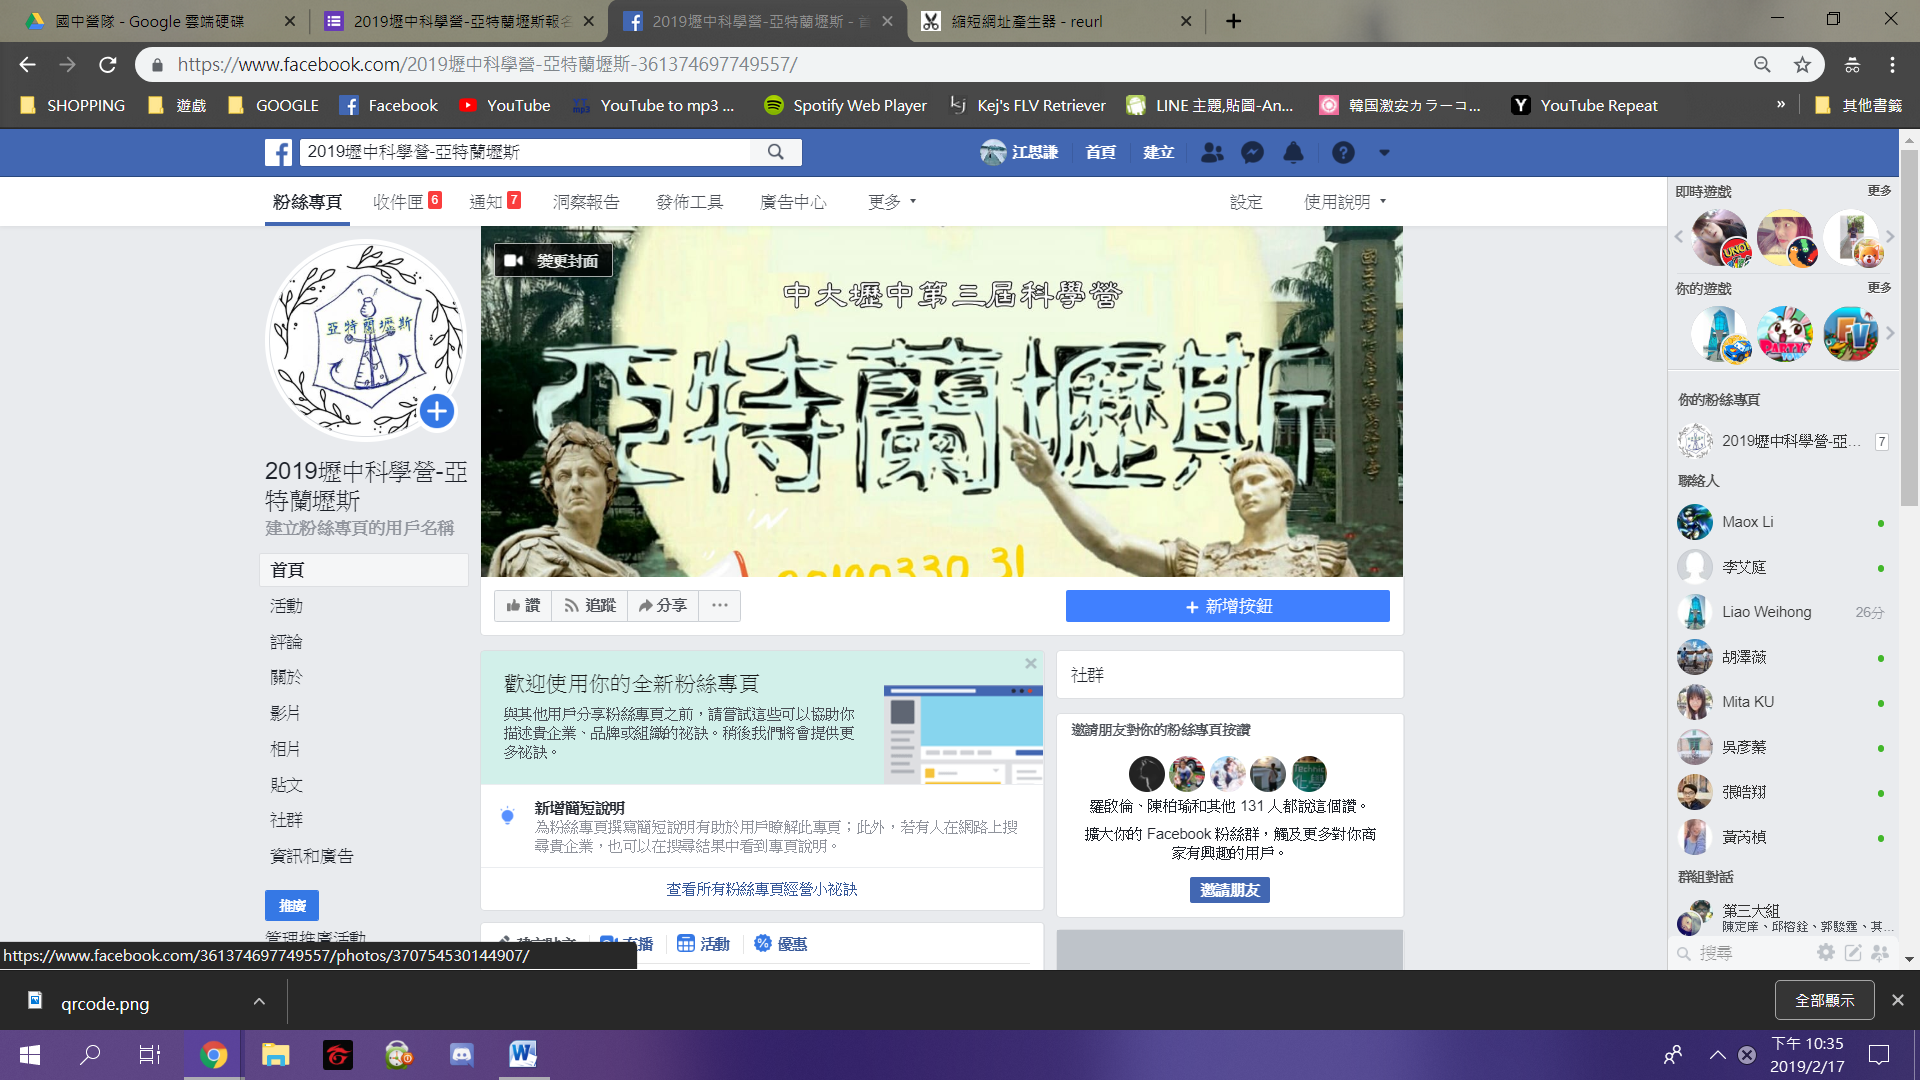 國中營隊 - Google 雲端硬碟
2019壢中科學營-亞特蘭壢斯報名
2019壢中科學營-亞特蘭壢斯 - 首
縮短網址產生器 - reurl
https://www.facebook.com/2019壢中科學營-亞特蘭壢斯-361374697749557/
SHOPPING
遊戲
GOOGLE
Facebook
YouTube
YouTube to mp3 ...
Spotify Web Player
Kej's FLV Retriever
LINE 主題,貼圖-An...
韓国激安カラーコ...
YouTube Repeat
»
其他書籤
2019壢中科學營-亞特蘭壢斯
江思謙
首頁
建立
粉絲專頁
收件匣 6
通知 7
洞察報告
發佈工具
廣告中心
更多
設定
使用說明
變更封面
中大壢中第三屆科學營
亞特蘭壢斯
20190330.31
亞特蘭壢斯
2019壢中科學營-亞
特蘭壢斯
建立粉絲專頁的用戶名稱
首頁
活動
評論
關於
影片
相片
貼文
社群
資訊和廣告
推廣
管理推廣活動
讚
追蹤
分享
...
+ 新增按鈕
歡迎使用你的全新粉絲專頁
與其他用戶分享粉絲專頁之前，請嘗試這些可以協助你
描述貴企業、品牌或組織的祕訣。稍後我們將會提供更
多祕訣。
新增簡短說明
為粉絲專頁撰寫簡短說明有助於用戶瞭解此專頁；此外，若有人在網路上搜
尋貴企業，也可以在搜尋結果中看到專頁說明。
查看所有粉絲專頁經營小祕訣
建立貼文
直播
活動
優惠
社群
邀請朋友對你的粉絲專頁按讚
羅啟倫、陳柏瑜和其他 131 人都說這個讚。
擴大你的 Facebook 粉絲群，觸及更多對你商
家有興趣的用戶。
邀請朋友
即時遊戲
更多
UNO!
你的遊戲
更多
PARTY
FV
你的粉絲專頁
2019壢中科學營-亞... 7
聯絡人
Maox Li
李艾庭
Liao Weihong 26分
胡澤薇
Mita KU
吳彥蓁
張皓翔
黃芮楨
群組對話
第三大組
陳定庠、邱榕銓、郭駿霆、其...
搜尋
https://www.facebook.com/361374697749557/photos/370754530144907/
qrcode.png
全部顯示
下午 10:35
2019/2/17